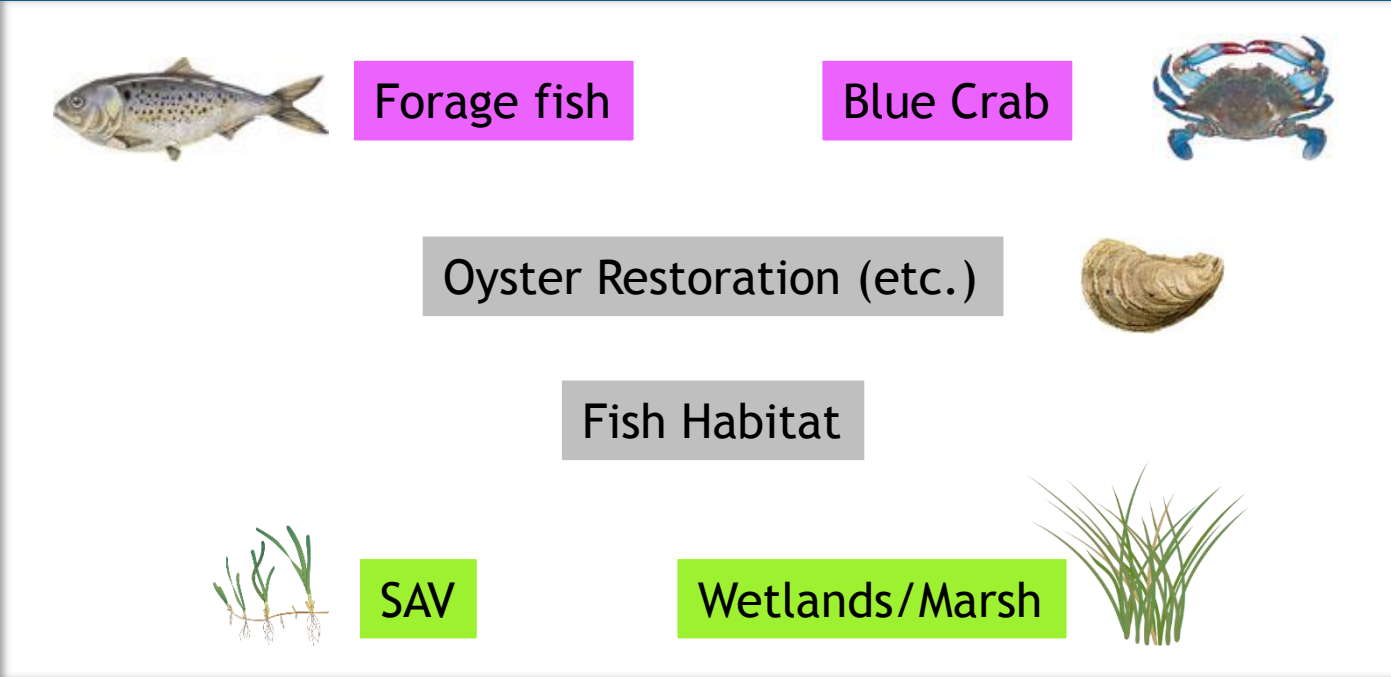 Forage fish
Blue Crab
Oyster Restoration (etc.)
Fish Habitat
SAV
Wetlands/Marsh